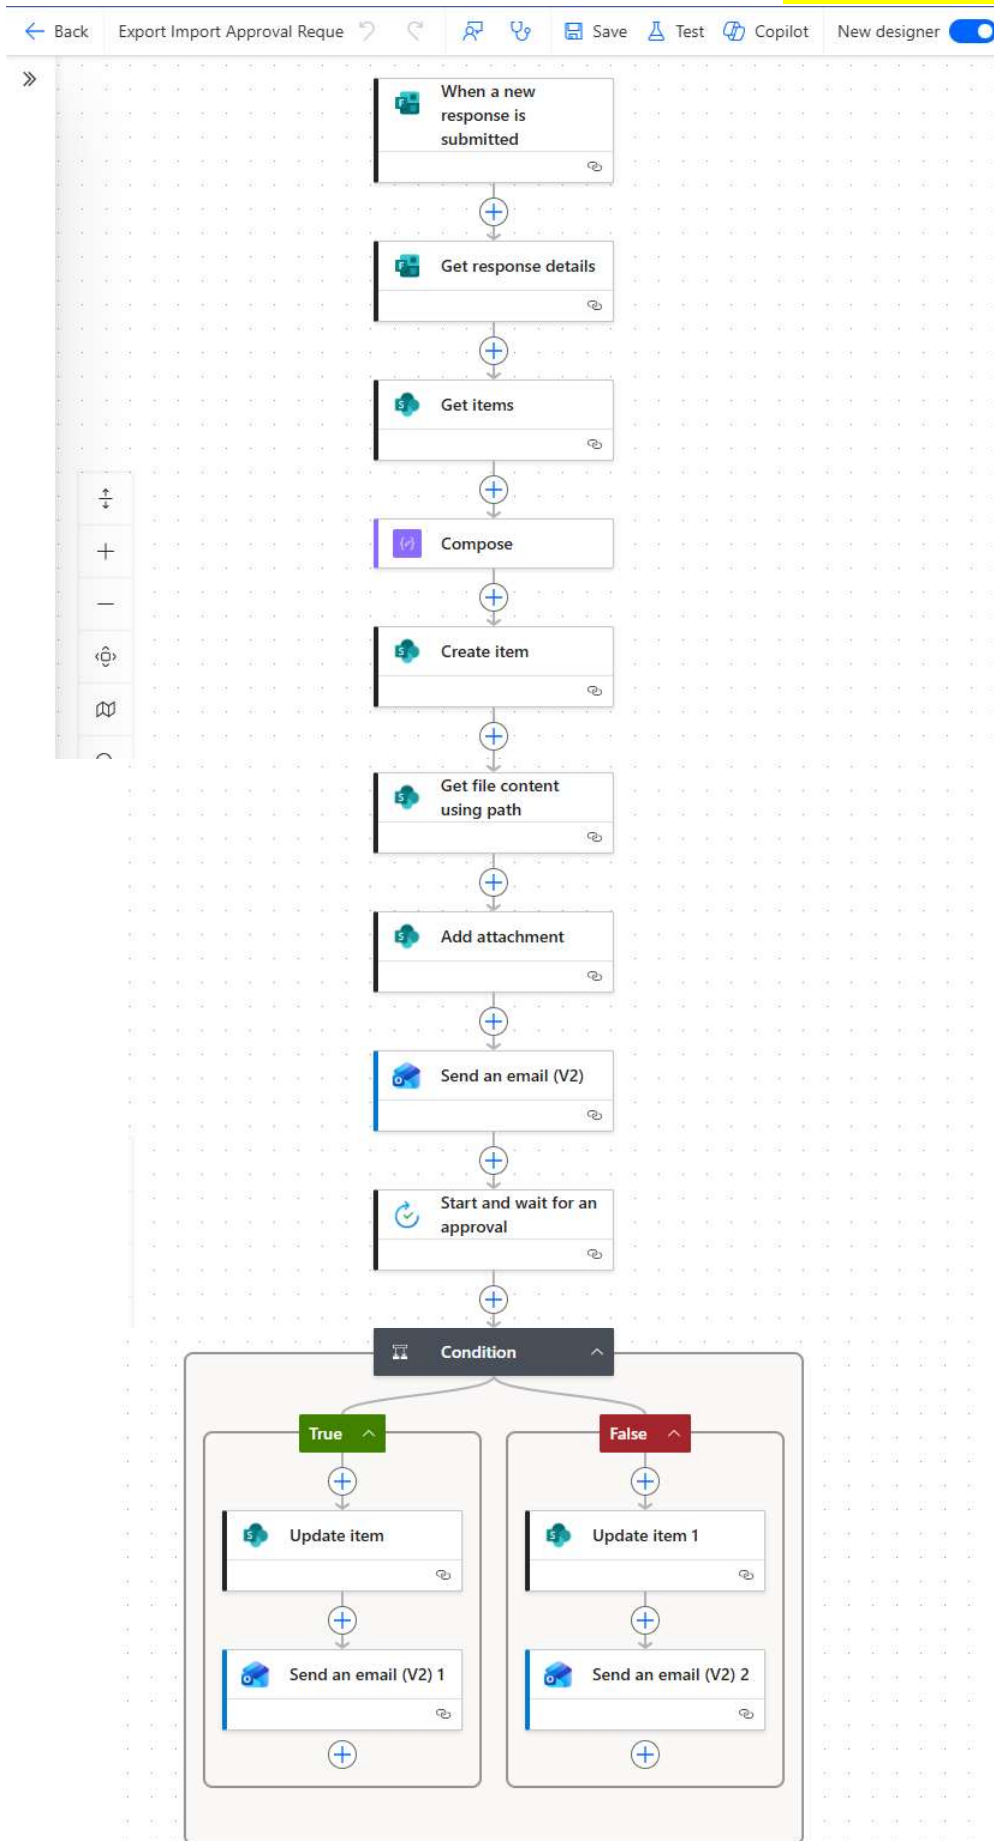 Back Export Import Approval Reque Save Test Copilot New designer
When a new
response is
submitted
Get response details
Get items
Compose
Create item
Get file content
using path
Add attachment
Send an email (V2)
Start and wait for an
approval
Condition
True False
Update item Update item 1
Send an email (V2) 1 Send an email (V2) 2